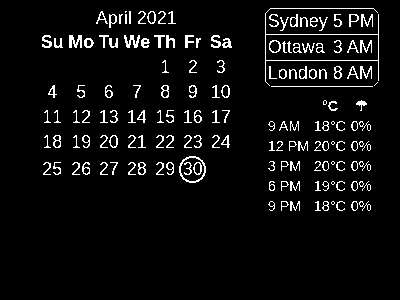 April 2021
Su Mo Tu We Th Fr Sa
1 2 3
4 5 6 7 8 9 10
11 12 13 14 15 16 17
18 19 20 21 22 23 24
25 26 27 28 29 30
Sydney 5 PM
Ottawa 3 AM
London 8 AM
°C ☂
9 AM 18°C 0%
12 PM 20°C 0%
3 PM 20°C 0%
6 PM 19°C 0%
9 PM 18°C 0%